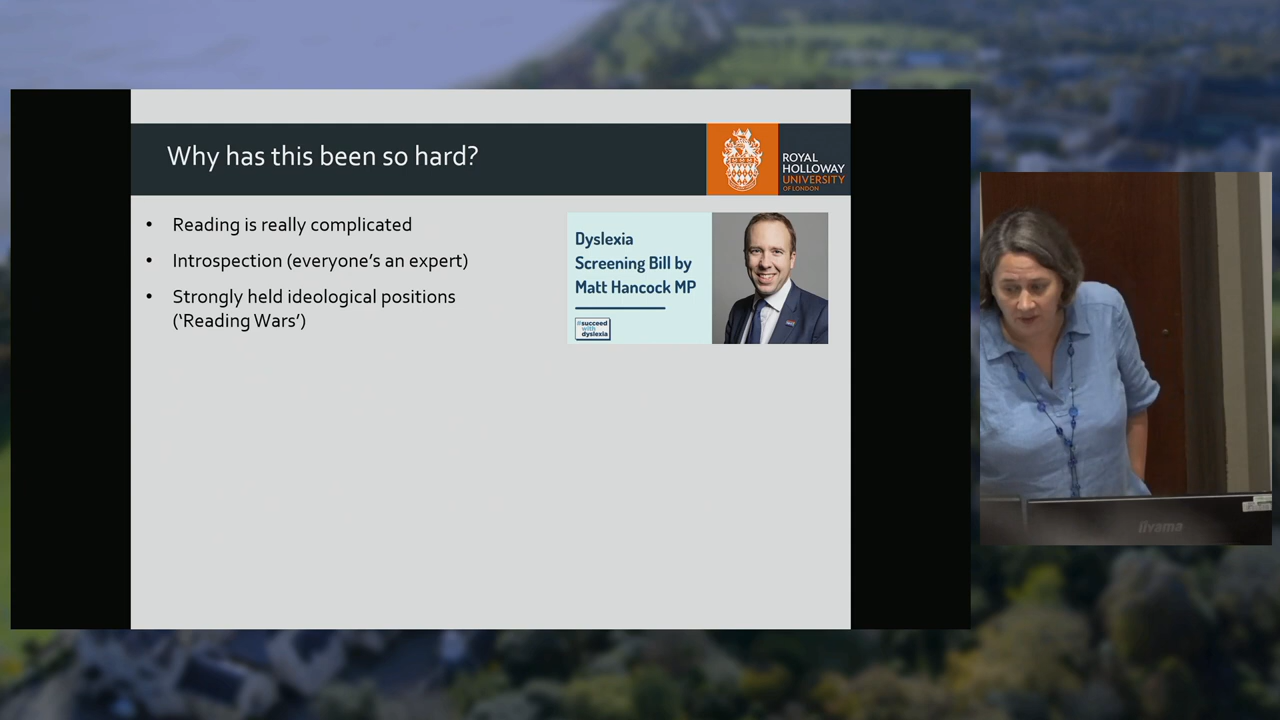 Why has this been so hard?
ROYAL
HOLLOWAY
UNIVERSITY
OF LONDON
• Reading is really complicated
• Introspection (everyone's an expert)
• Strongly held ideological positions
('Reading Wars')
Dyslexia
Screening Bill by
Matt Hancock MP
#succeed
with
dyslexia
iiyama